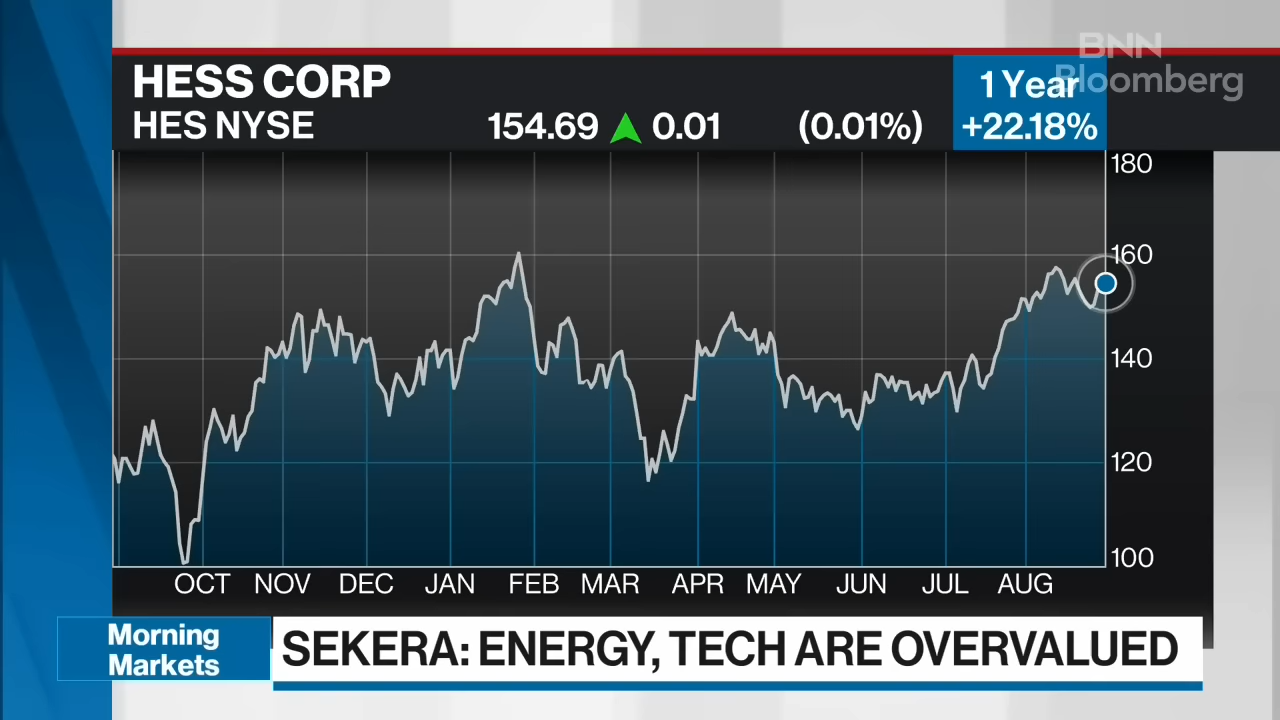 BNN
Bloomberg
HESS CORP
HES NYSE
154.69 ▲ 0.01 (0.01%)
1 Year
+22.18%
180
160
140
120
100
OCT NOV DEC JAN FEB MAR APR MAY JUN JUL AUG
Morning
Markets
SEKERA: ENERGY, TECH ARE OVERVALUED